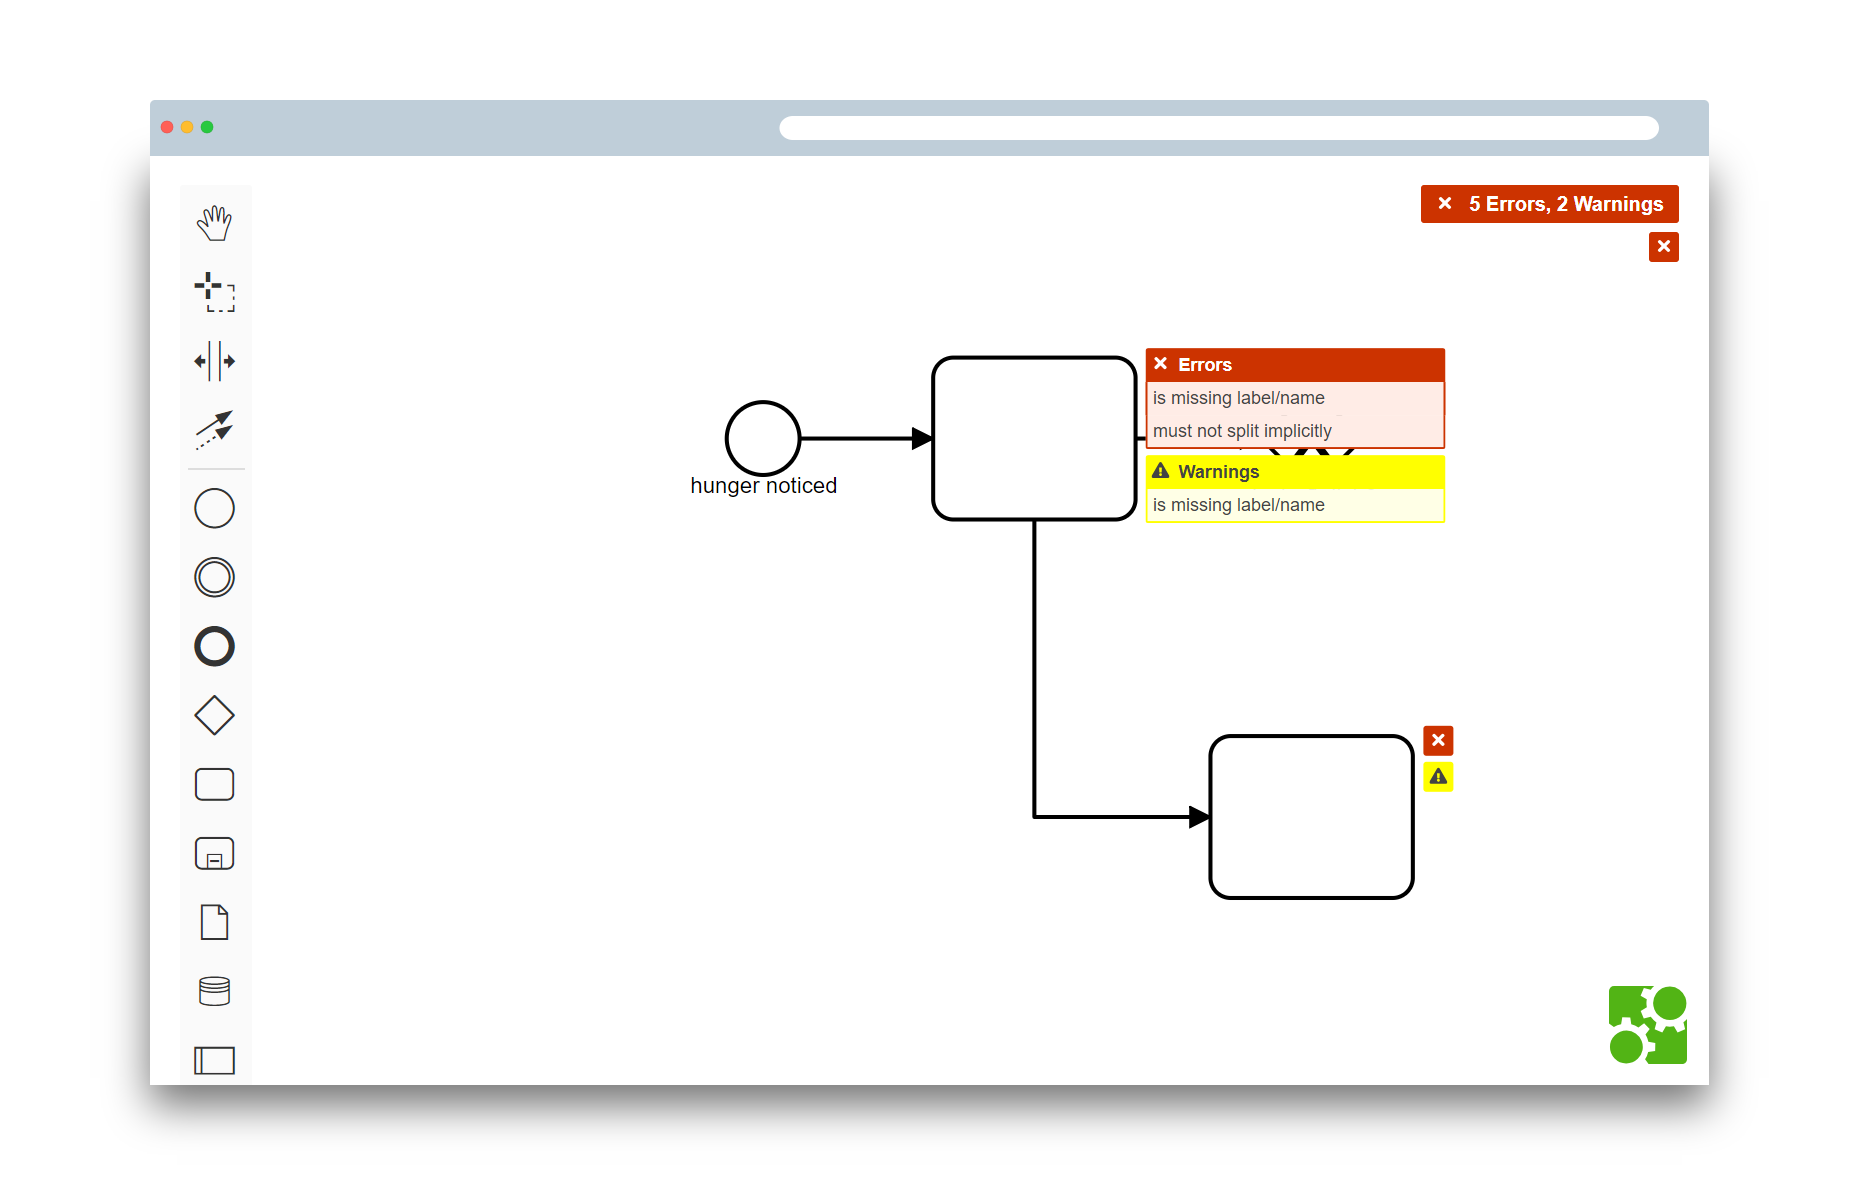 5 Errors, 2 Warnings
Errors
is missing label/name
must not split implicitly
Warnings
is missing label/name
hunger noticed